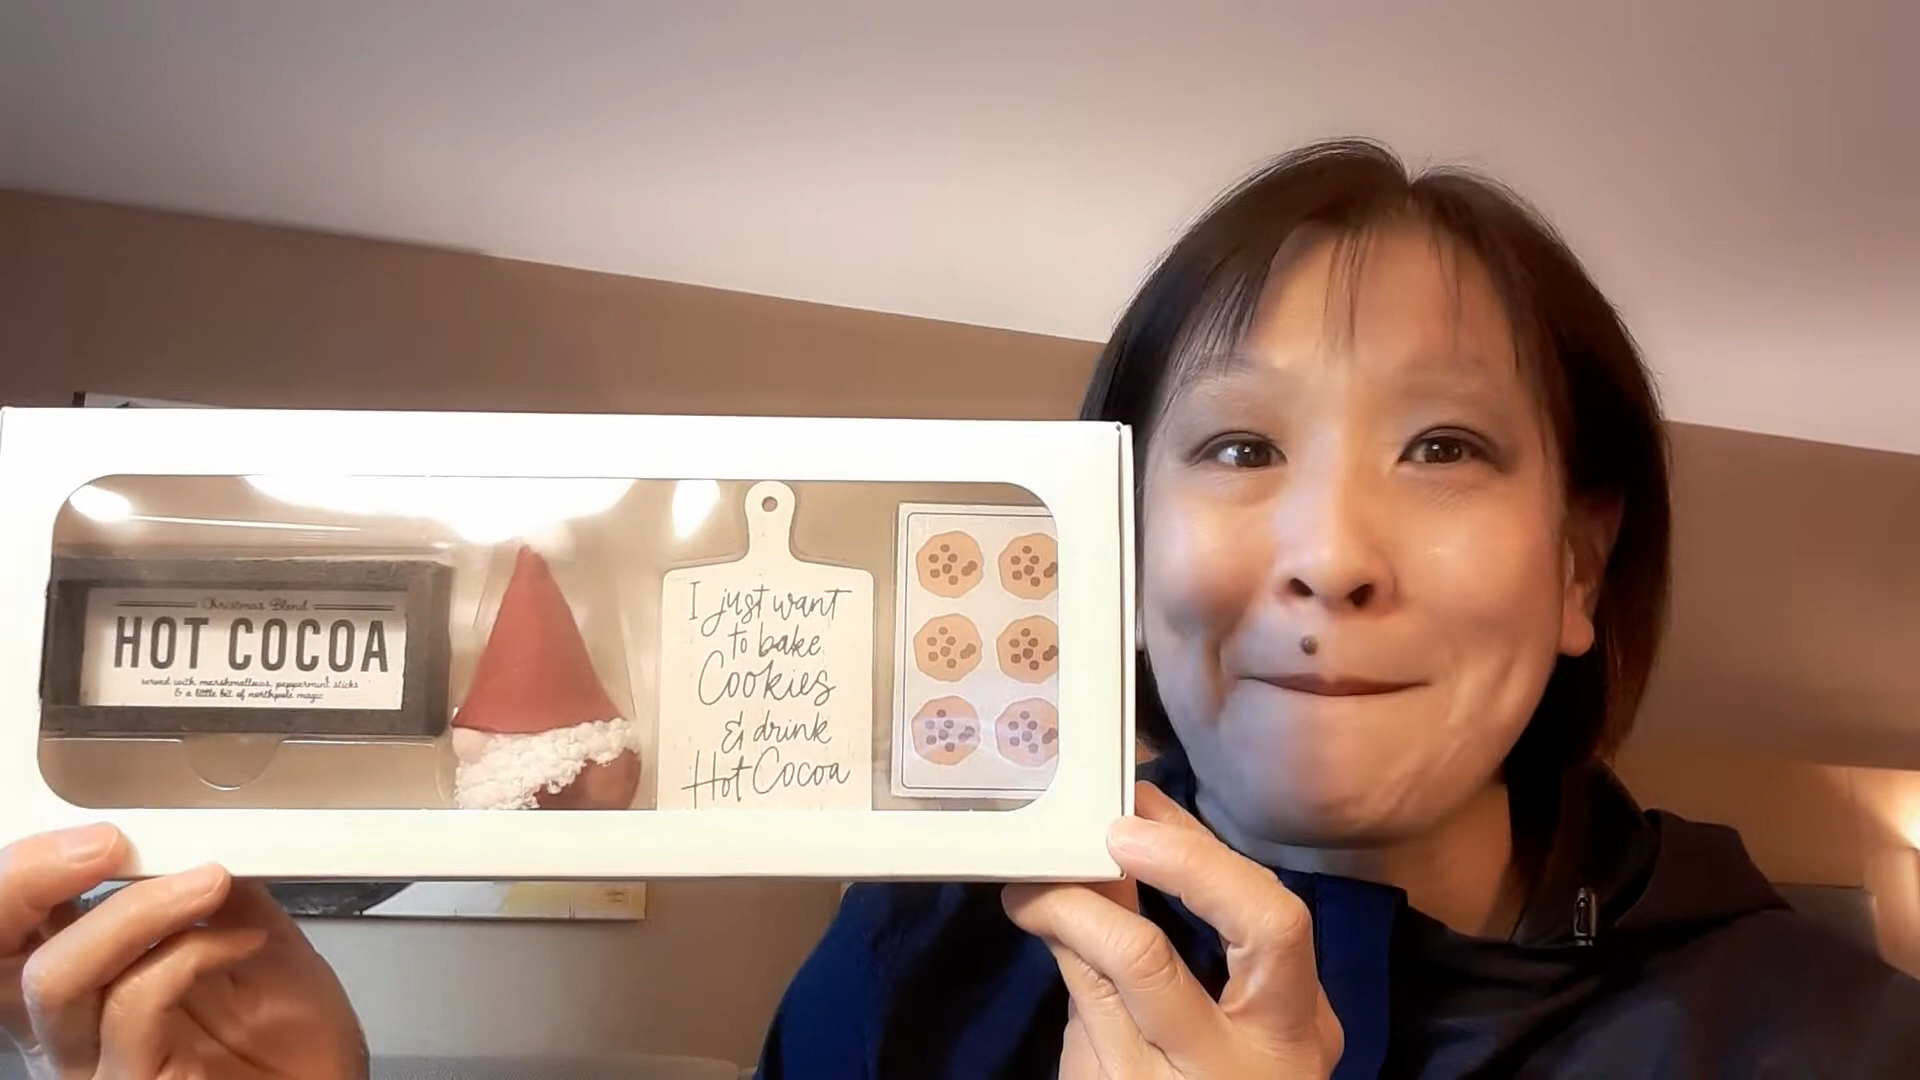 Christmas Blend
HOT COCOA
served with marshmallows, peppermint sticks
& a little bit of northpole magic
I just want
to bake
Cookies
& drink
Hot Cocoa